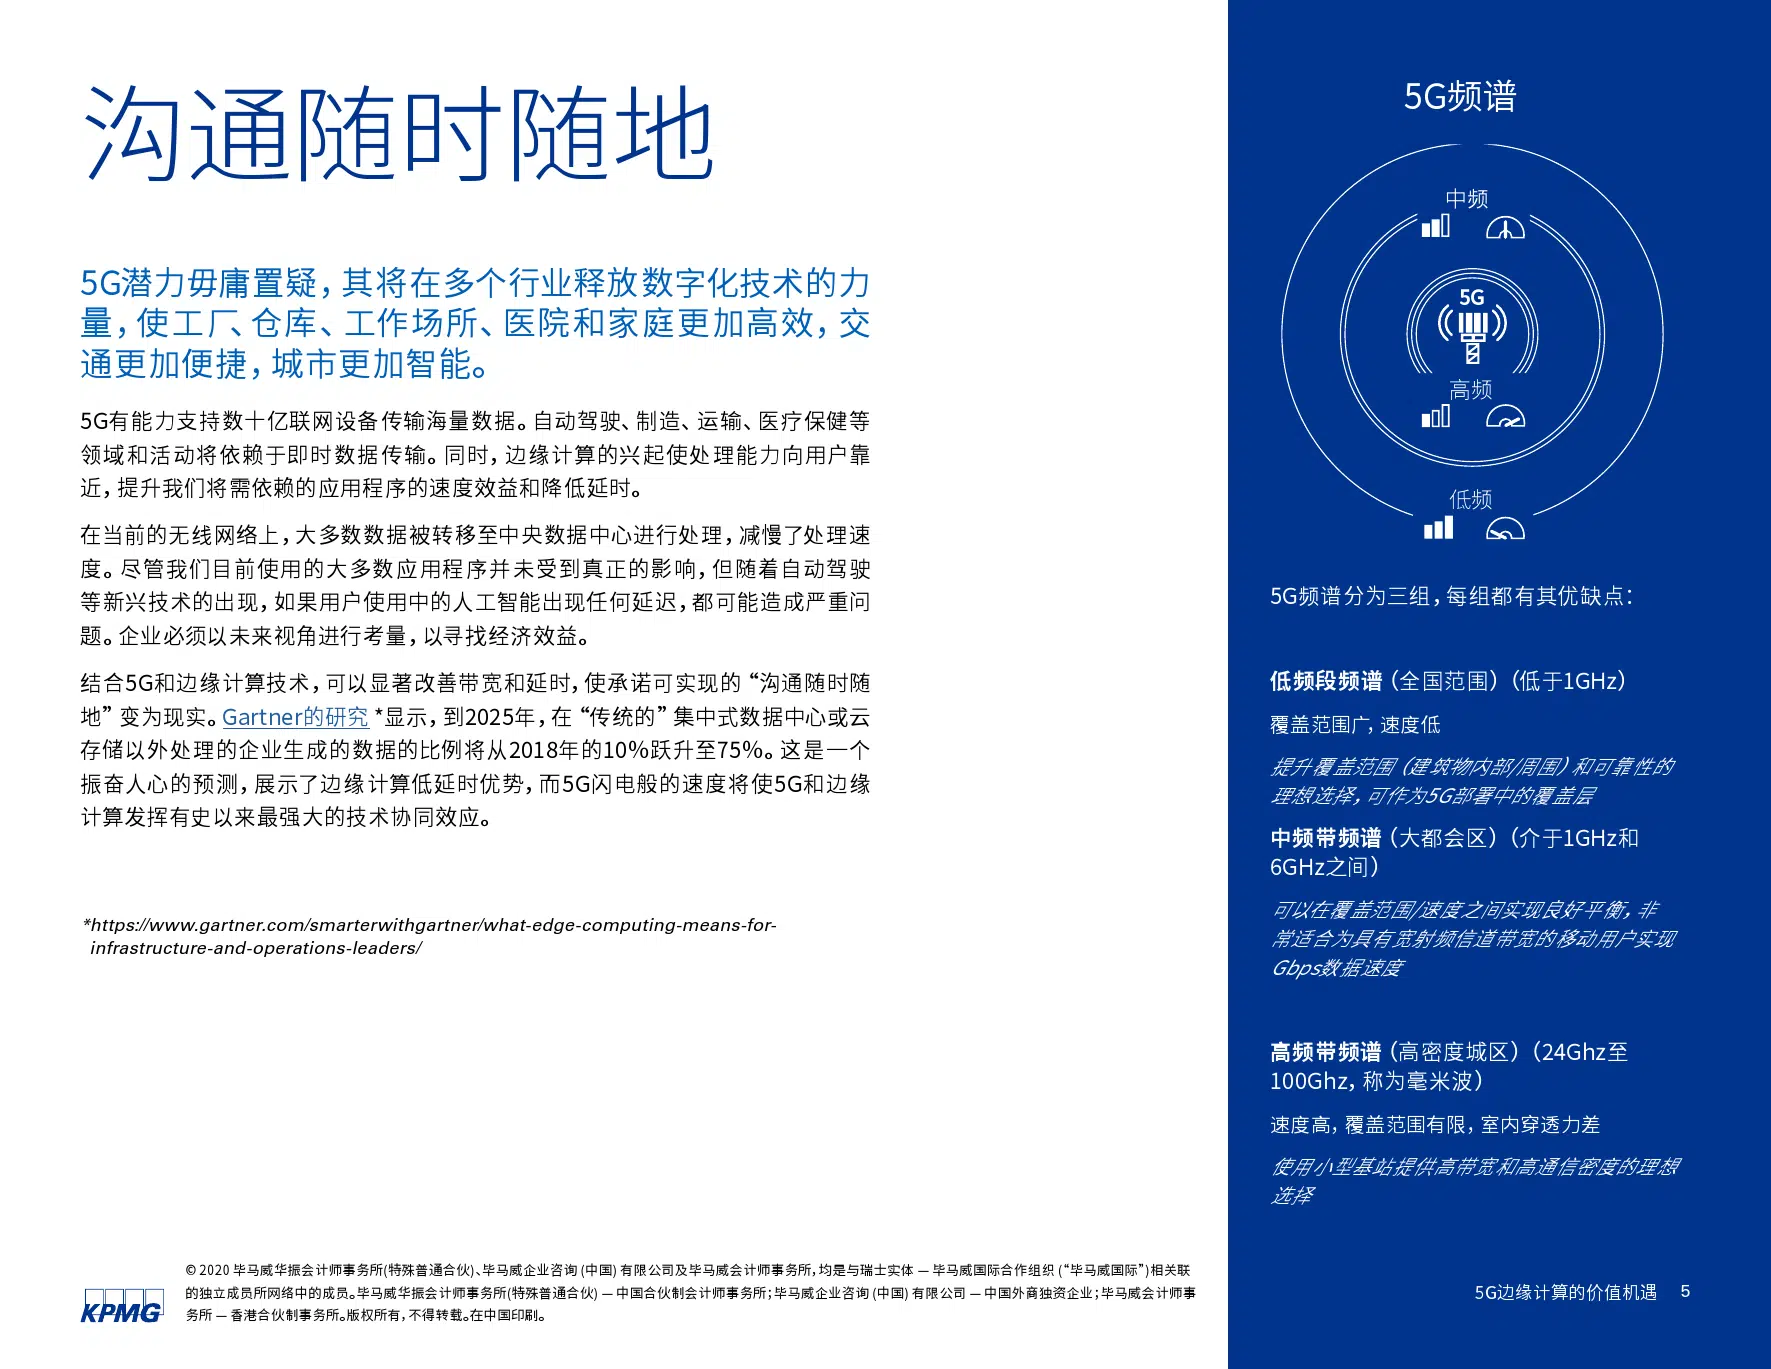 沟通随时随地
5G潜力毋庸置疑，其将在多个行业释放数字化技术的力
量，使工厂、仓库、工作场所、医院和家庭更加高效，交
通更加便捷，城市更加智能。
5G有能力支持数十亿联网设备传输海量数据。自动驾驶、制造、运输、医疗保健等
领域和活动将依赖于即时数据传输。同时，边缘计算的兴起使处理能力向用户靠
近，提升我们将需依赖的应用程序的速度效益和降低延时。
在当前的无线网络上，大多数数据被转移至中央数据中心进行处理，减慢了处理速
度。尽管我们目前使用的大多数应用程序并未受到真正的影响，但随着自动驾驶
等新兴技术的出现，如果用户使用中的人工智能出现任何延迟，都可能造成严重问
题。企业必须以未来视角进行考量，以寻找经济效益。
结合5G和边缘计算技术，可以显著改善带宽和延时，使承诺可实现的“沟通随时随
地”变为现实。Gartner的研究 *显示，到2025年，在“传统的”集中式数据中心或云
存储以外处理的企业生成的数据的比例将从2018年的10%跃升至75%。这是一个
振奋人心的预测，展示了边缘计算低延时优势，而5G闪电般的速度将使5G和边缘
计算发挥有史以来最强大的技术协同效应。
*https://www.gartner.com/smarterwithgartner/what-edge-computing-means-for-
infrastructure-and-operations-leaders/
5G频谱
中频
5G
高频
低频
5G频谱分为三组，每组都有其优缺点：
低频段频谱（全国范围）（低于1GHz）
覆盖范围广，速度低
提升覆盖范围（建筑物内部/周围）和可靠性的
理想选择，可作为5G部署中的覆盖层
中频带频谱（大都会区）（介于1GHz和
6GHz之间）
可以在覆盖范围/速度之间实现良好平衡，非
常适合为具有宽射频信道带宽的移动用户实现
Gbps数据速度
高频带频谱（高密度城区）（24Ghz至
100Ghz，称为毫米波）
速度高，覆盖范围有限，室内穿透力差
使用小型基站提供高带宽和高通信密度的理想
选择
KPMG
© 2020 毕马威华振会计师事务所(特殊普通合伙)、毕马威企业咨询 (中国) 有限公司及毕马威会计师事务所，均是与瑞士实体 — 毕马威国际合作组织 (“毕马威国际”)相关联
的独立成员所网络中的成员。毕马威华振会计师事务所(特殊普通合伙) — 中国合伙制会计师事务所；毕马威企业咨询 (中国) 有限公司 — 中国外商独资企业；毕马威会计师事
务所 — 香港合伙制事务所。版权所有，不得转载。在中国印刷。
5G边缘计算的价值机遇 5